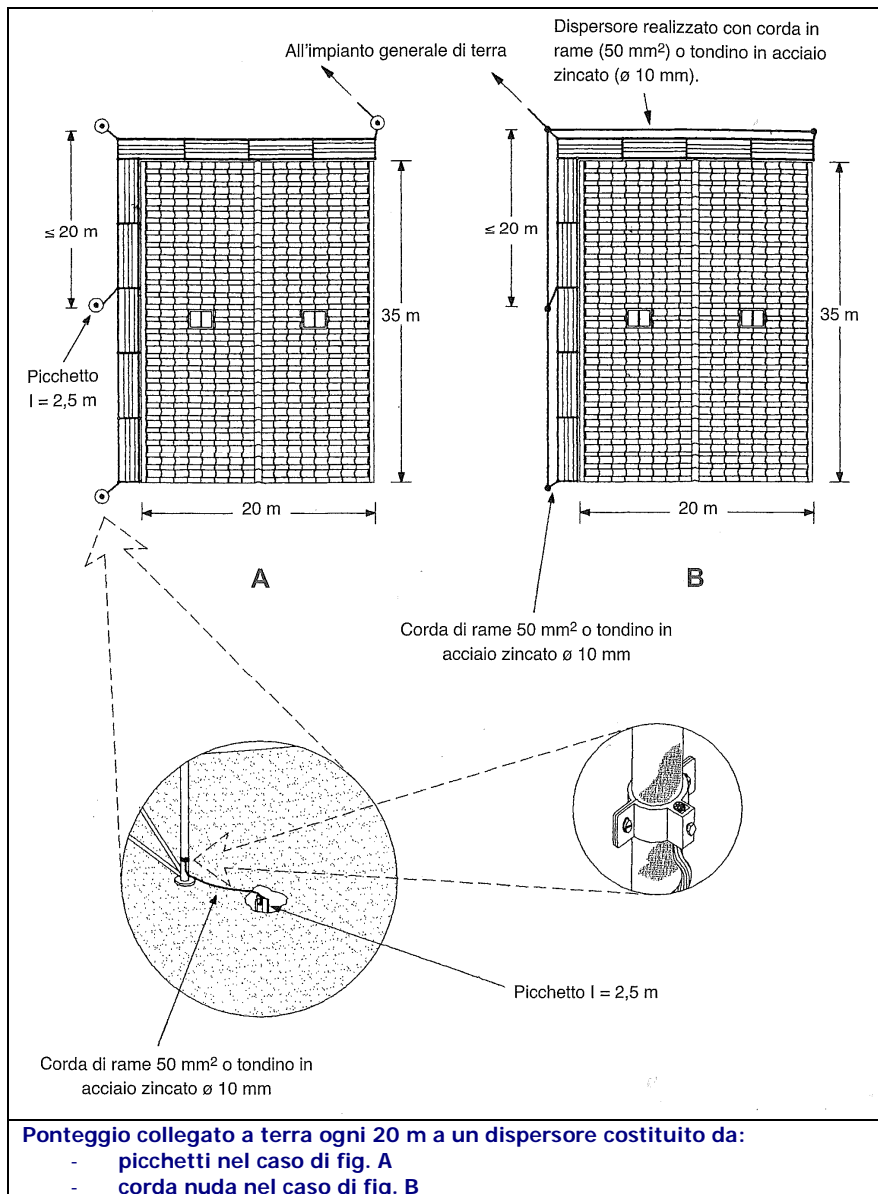 All'impianto generale di terra
Dispersore realizzato con corda in
rame (50 mm²) o tondino in acciaio
zincato (ø 10 mm).
≤ 20 m
35 m
Picchetto
l = 2,5 m
20 m
A
≤ 20 m
35 m
20 m
B
Corda di rame 50 mm² o tondino in
acciaio zincato ø 10 mm
Picchetto l = 2,5 m
Corda di rame 50 mm² o tondino in
acciaio zincato ø 10 mm
Ponteggio collegato a terra ogni 20 m a un dispersore costituito da:
- picchetti nel caso di fig. A
- corda nuda nel caso di fig. B